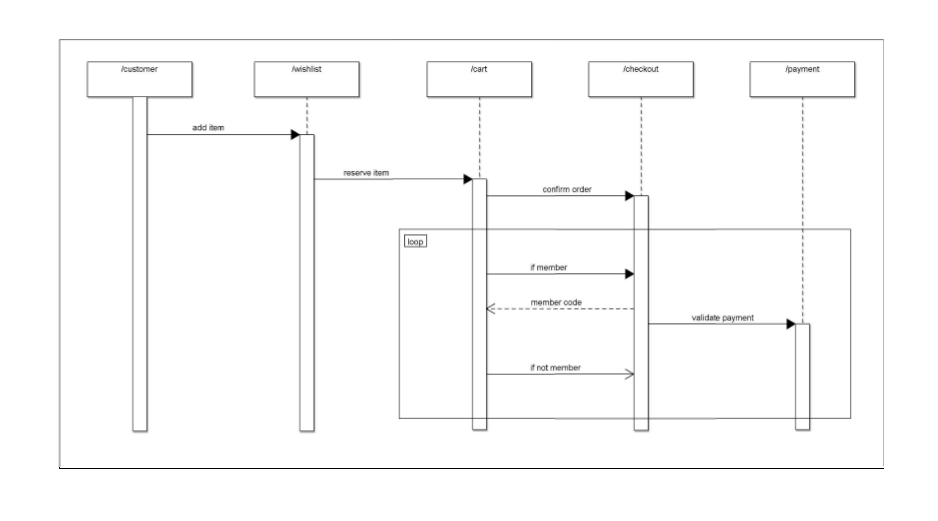 /customer
/wishlist
/cart
/checkout
/payment
add item
reserve item
confirm order
loop
if member
member code
validate payment
if not member